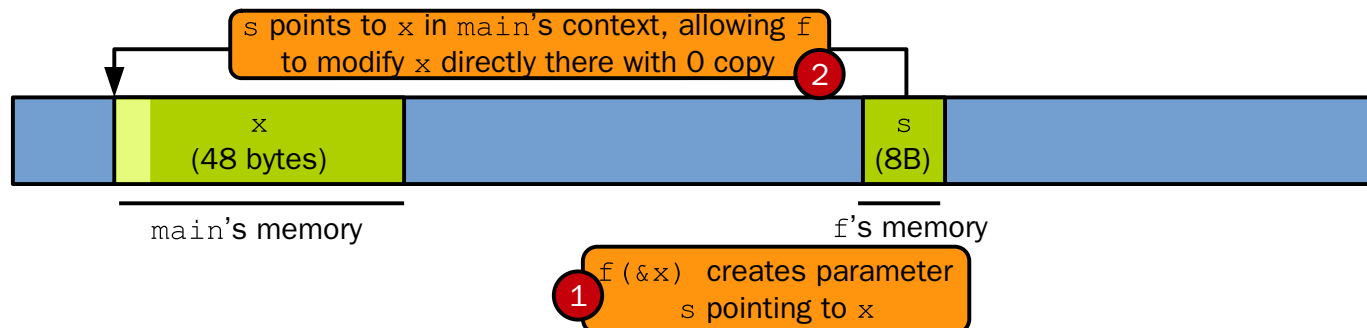 s points to x in main's context, allowing f
to modify x directly there with 0 copy
2
x
(48 bytes)
s
(8B)
main's memory
f's memory
1
f(&x) creates parameter
s pointing to x